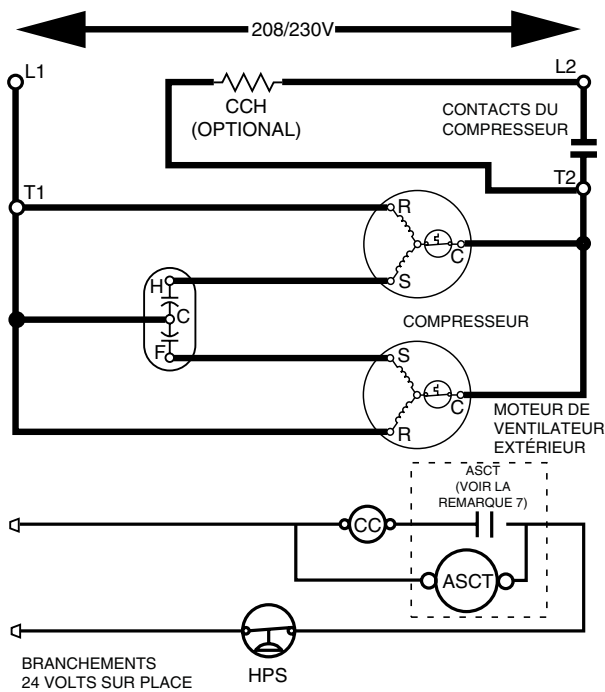 208/230V
L1
L2
CCH
(OPTIONAL)
CONTACTS DU
COMPRESSEUR
T1
T2
R
C
S
H
C
F
COMPRESSEUR
S
C
R
MOTEUR DE
VENTILATEUR
EXTÉRIEUR
ASCT
(VOIR LA
REMARQUE 7)
CC
ASCT
HPS
BRANCHEMENTS
24 VOLTS SUR PLACE